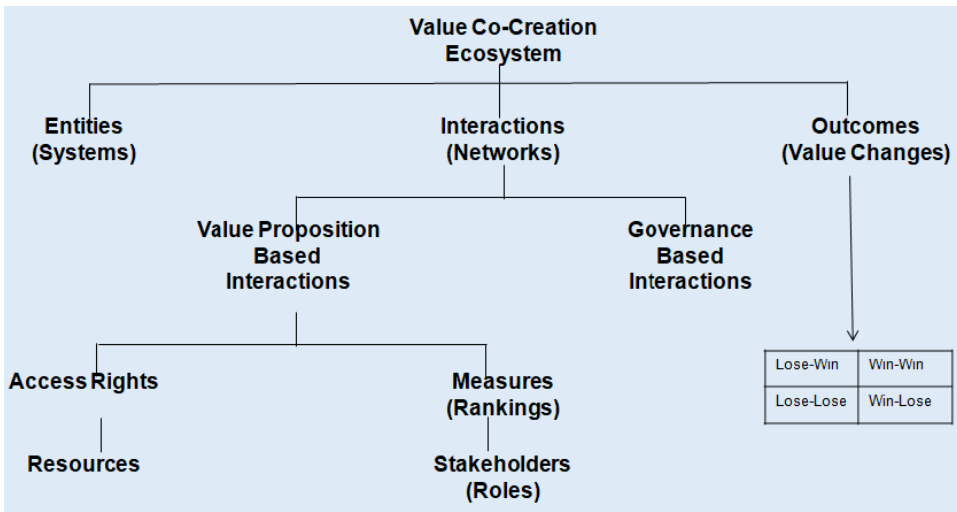 Value Co-Creation
Ecosystem
Entities
(Systems)
Interactions
(Networks)
Outcomes
(Value Changes)
Value Proposition
Based
Interactions
Governance
Based
Interactions
Access Rights
Measures
(Rankings)
Resources
Stakeholders
(Roles)
Lose-Win
Win-Win
Lose-Lose
Win-Lose